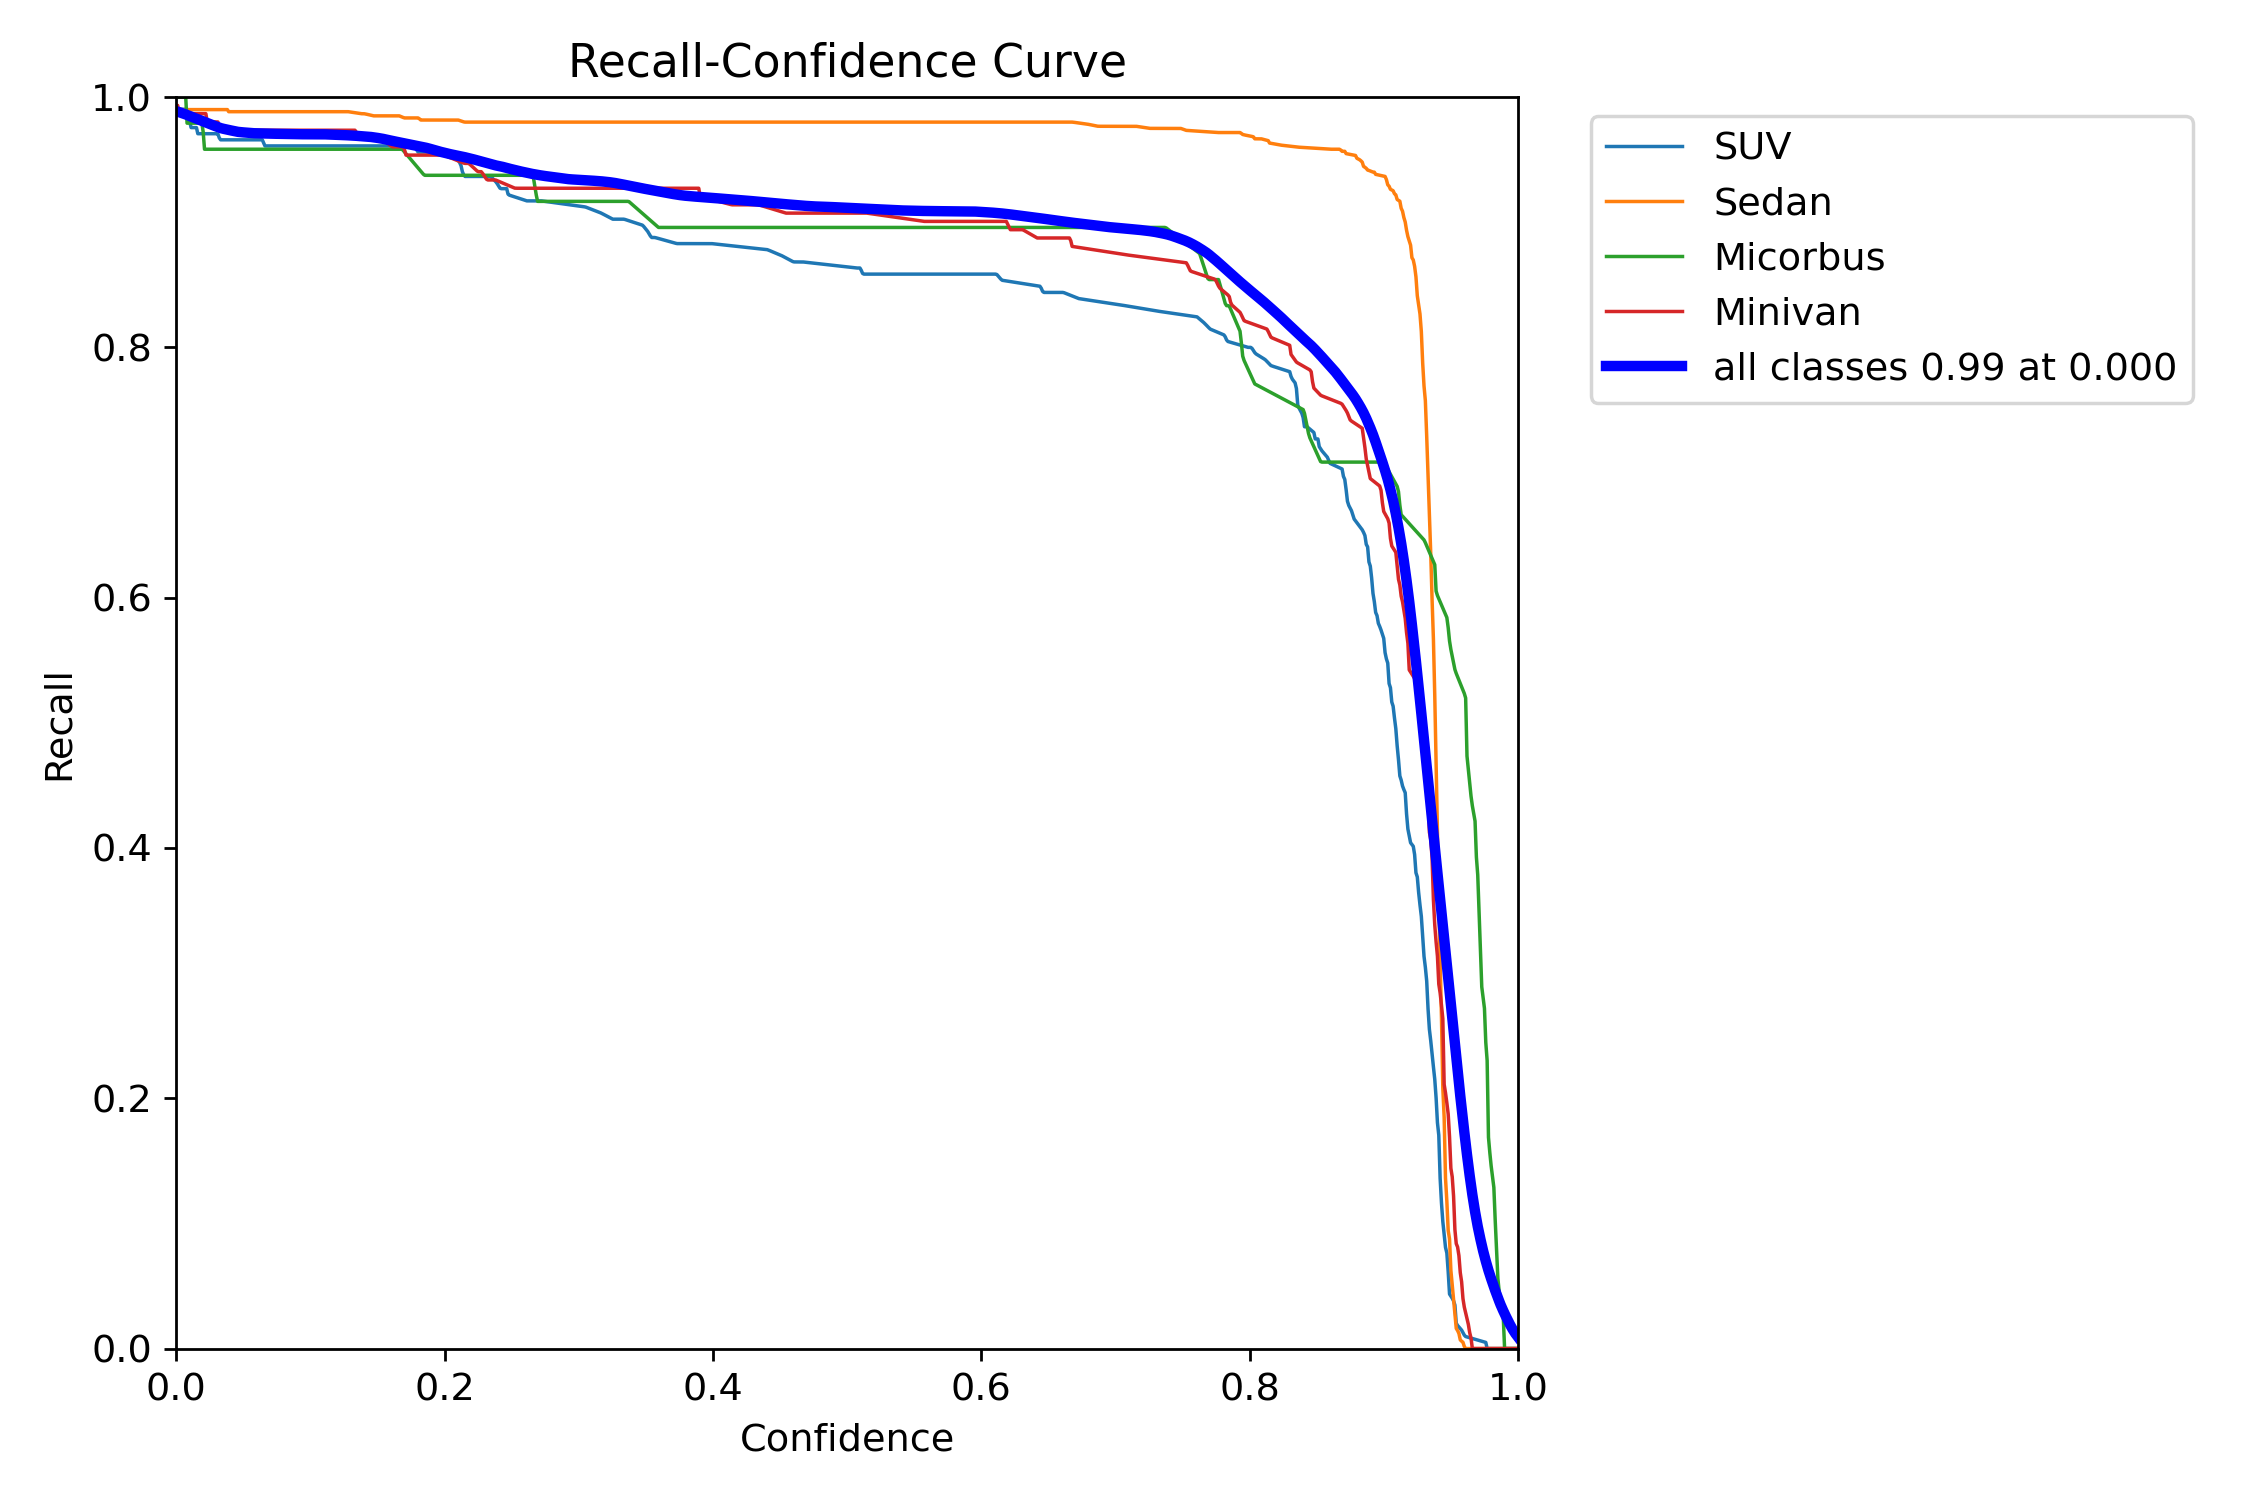 Recall-Confidence Curve
1.0
0.8
0.6
0.4
0.2
0.0
Recall
0.0 0.2 0.4 0.6 0.8 1.0
Confidence
SUV
Sedan
Micorbus
Minivan
all classes 0.99 at 0.000